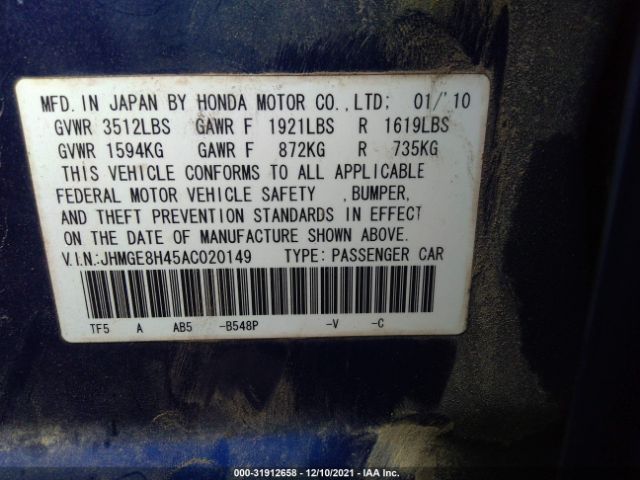 MFD. IN JAPAN BY HONDA MOTOR CO.,LTD: 01/'10
GVWR 3512LBS GAWR F 1921LBS R 1619LBS
GVWR 1594KG GAWR F 872KG R 735KG
THIS VEHICLE CONFORMS TO ALL APPLICABLE
FEDERAL MOTOR VEHICLE SAFETY , BUMPER,
AND THEFT PREVENTION STANDARDS IN EFFECT
ON THE DATE OF MANUFACTURE SHOWN ABOVE.
V.I.N:JHMGE8H45AC020149 TYPE: PASSENGER CAR
TF5 A AB5 -B548P -V -C
000-31912658 - 12/10/2021 - IAA Inc.